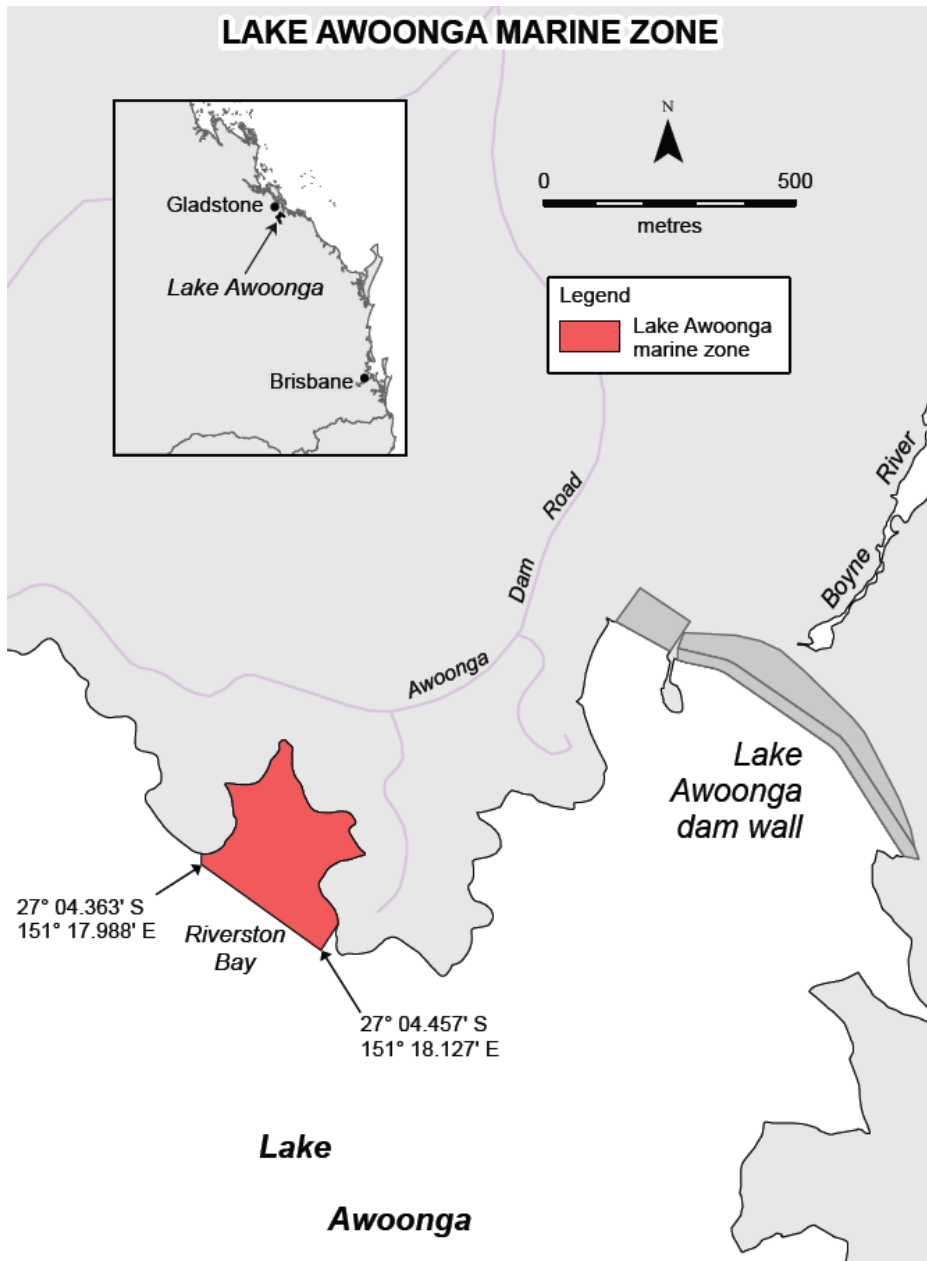 LAKE AWOONGA MARINE ZONE
N
0 500
metres
Gladstone
Lake Awoonga
Brisbane
Legend
Lake Awoonga
marine zone
Boyne River
Awoonga Dam Road
Lake
Awoonga
dam wall
27° 04.363' S
151° 17.988' E
Riverston
Bay
27° 04.457' S
151° 18.127' E
Lake
Awoonga